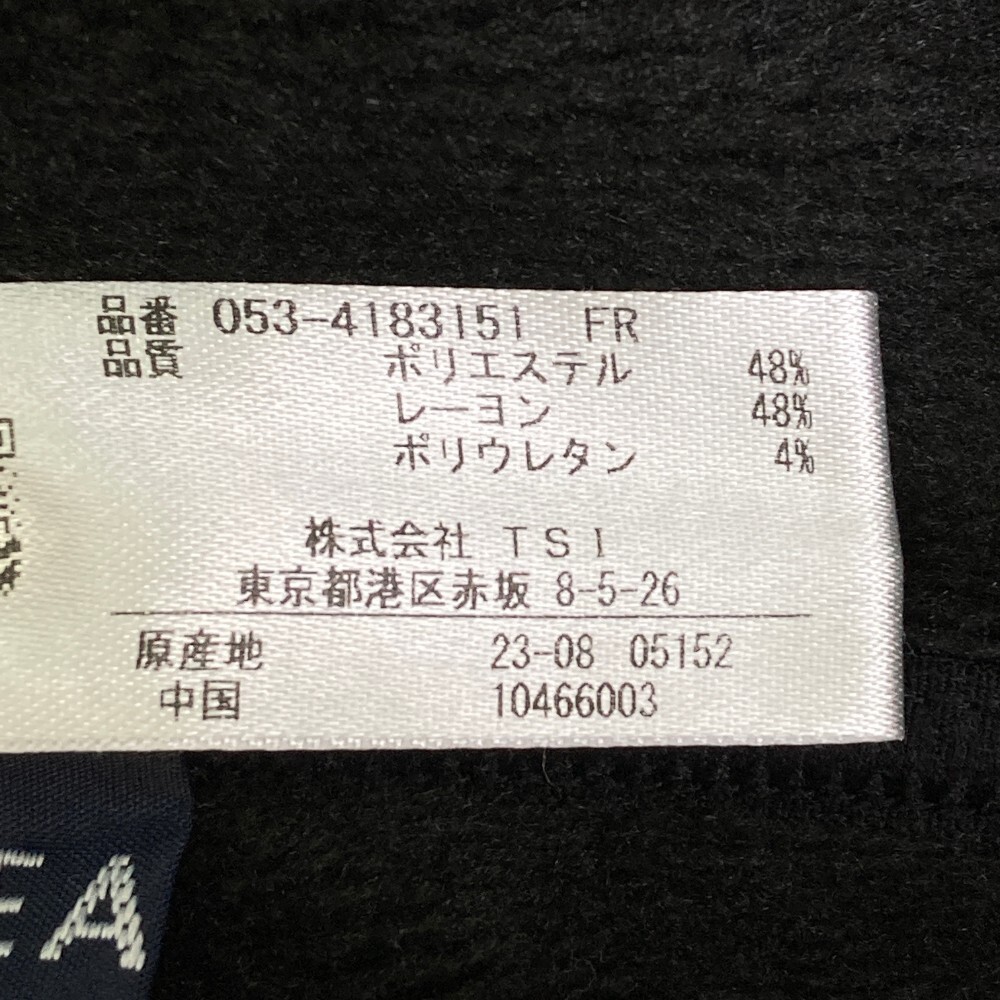 品番 053-4183151 FR
品質 ポリエステル 48%
レーヨン 48%
ポリウレタン 4%
株式会社 TSI
東京都港区赤坂 8-5-26
原産地 23-08 05152
中国 10466003
EA